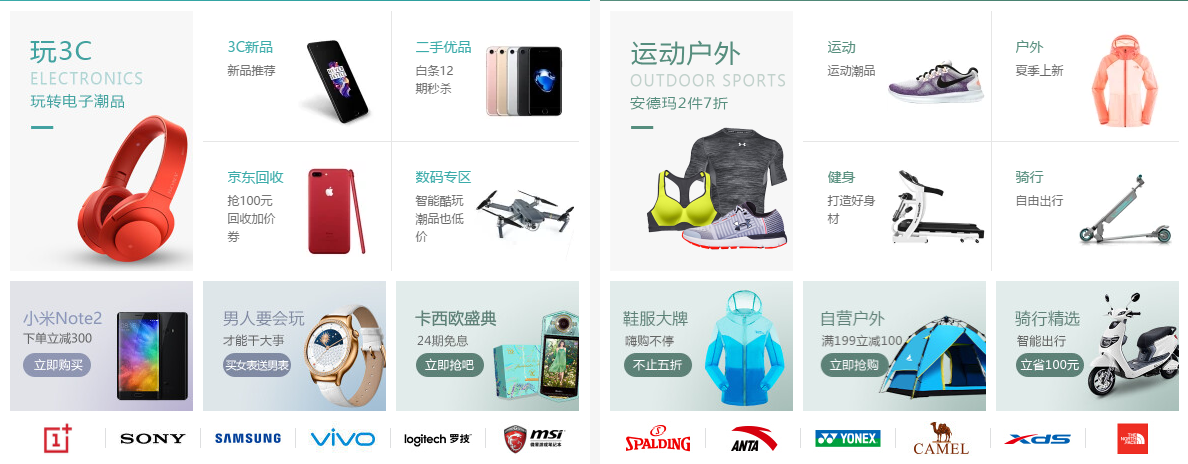 玩3C
ELECTRONICS
玩转电子潮品
3C新品
新品推荐
二手优品
白条12
期秒杀
京东回收
抢100元
回收加价
券
数码专区
智能酷玩
潮品也低
价
小米Note2
下单立减300
立即购买
男人要会玩
才能干大事
买女表送男表
卡西欧盛典
24期免息
立即抢吧
1+
SONY
SAMSUNG
vivo
logitech 罗技
msi
微星游戏笔记本
运动户外
OUTDOOR SPORTS
安德玛2件7折
运动
运动潮品
户外
夏季上新
健身
打造好身
材
骑行
自由出行
鞋服大牌
嗨购不停
不止五折
自营户外
满199立减100
立即抢购
骑行精选
智能出行
立省100元
SPALDING
ANTA
YONEX
CAMEL
XDS
THE
NORTH
FACE